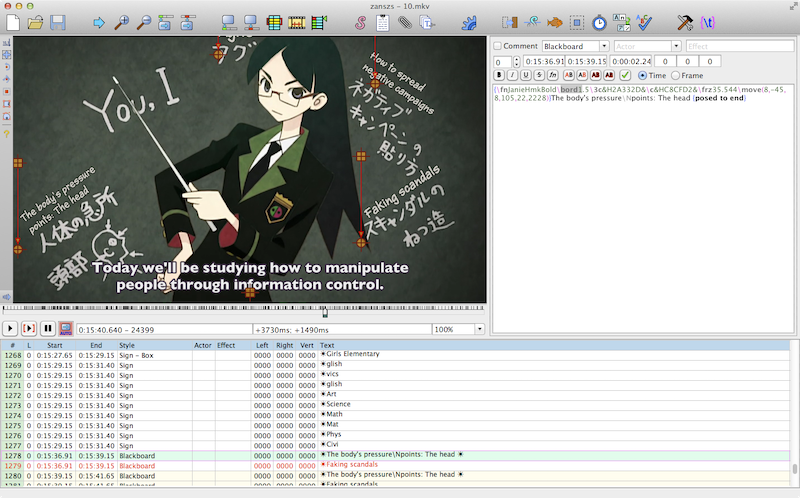 zanszs - 10.mkv
アグ
You, I
How to spread
negative campaigns
ネガティブ
キャンペーンの
貼り方
Faking scandals
スキャンダルの
ねつ造
The body's pressure
points: The head
人体の急所
頭部
Today we'll be studying how to manipulate
people through information control.
Comment Blackboard Actor Effect
0 0:15:36.91 0:15:39.15 0:00:02.24 0 0 0
B I U S fn AB AB AB AB Time Frame
{\fnJanieHmkBold\bord1.5\3c&H2A332D&\c&HC8CFD2&\frz35.544\move(8,-45,
8,105,22,2228)}The body's pressure\Npoints: The head {posed to end}
0:15:40.640 - 24399 +3730ms; +1490ms 100%
# L Start End Style Actor Effect Left Right Vert Text
1268 0 0:15:27.65 0:15:29.15 Sign - Box 0000 0000 0000 ☀Girls Elementary
1269 0 0:15:29.15 0:15:31.40 Sign 0000 0000 0000 ☀glish
1270 0 0:15:29.15 0:15:31.40 Sign 0000 0000 0000 ☀vics
1271 0 0:15:29.15 0:15:31.40 Sign 0000 0000 0000 ☀glish
1272 0 0:15:29.15 0:15:31.40 Sign 0000 0000 0000 ☀Art
1273 0 0:15:29.15 0:15:31.40 Sign 0000 0000 0000 ☀Science
1274 0 0:15:29.15 0:15:31.40 Sign 0000 0000 0000 ☀Math
1275 0 0:15:29.15 0:15:31.40 Sign 0000 0000 0000 ☀Mat
1276 0 0:15:29.15 0:15:31.40 Sign 0000 0000 0000 ☀Phys
1277 0 0:15:29.15 0:15:31.40 Sign 0000 0000 0000 ☀Civi
1278 0 0:15:36.91 0:15:39.15 Blackboard 0000 0000 0000 ☀The body's pressure\Npoints: The head ☀
1279 0 0:15:36.91 0:15:39.15 Blackboard 0000 0000 0000 ☀Faking scandals
1280 0 0:15:39.15 0:15:41.65 Blackboard 0000 0000 0000 ☀The body's pressure\Npoints: The head ☀
1281 0 0:15:39.15 0:15:41.65 Blackboard 0000 0000 0000 ☀Faking scandals